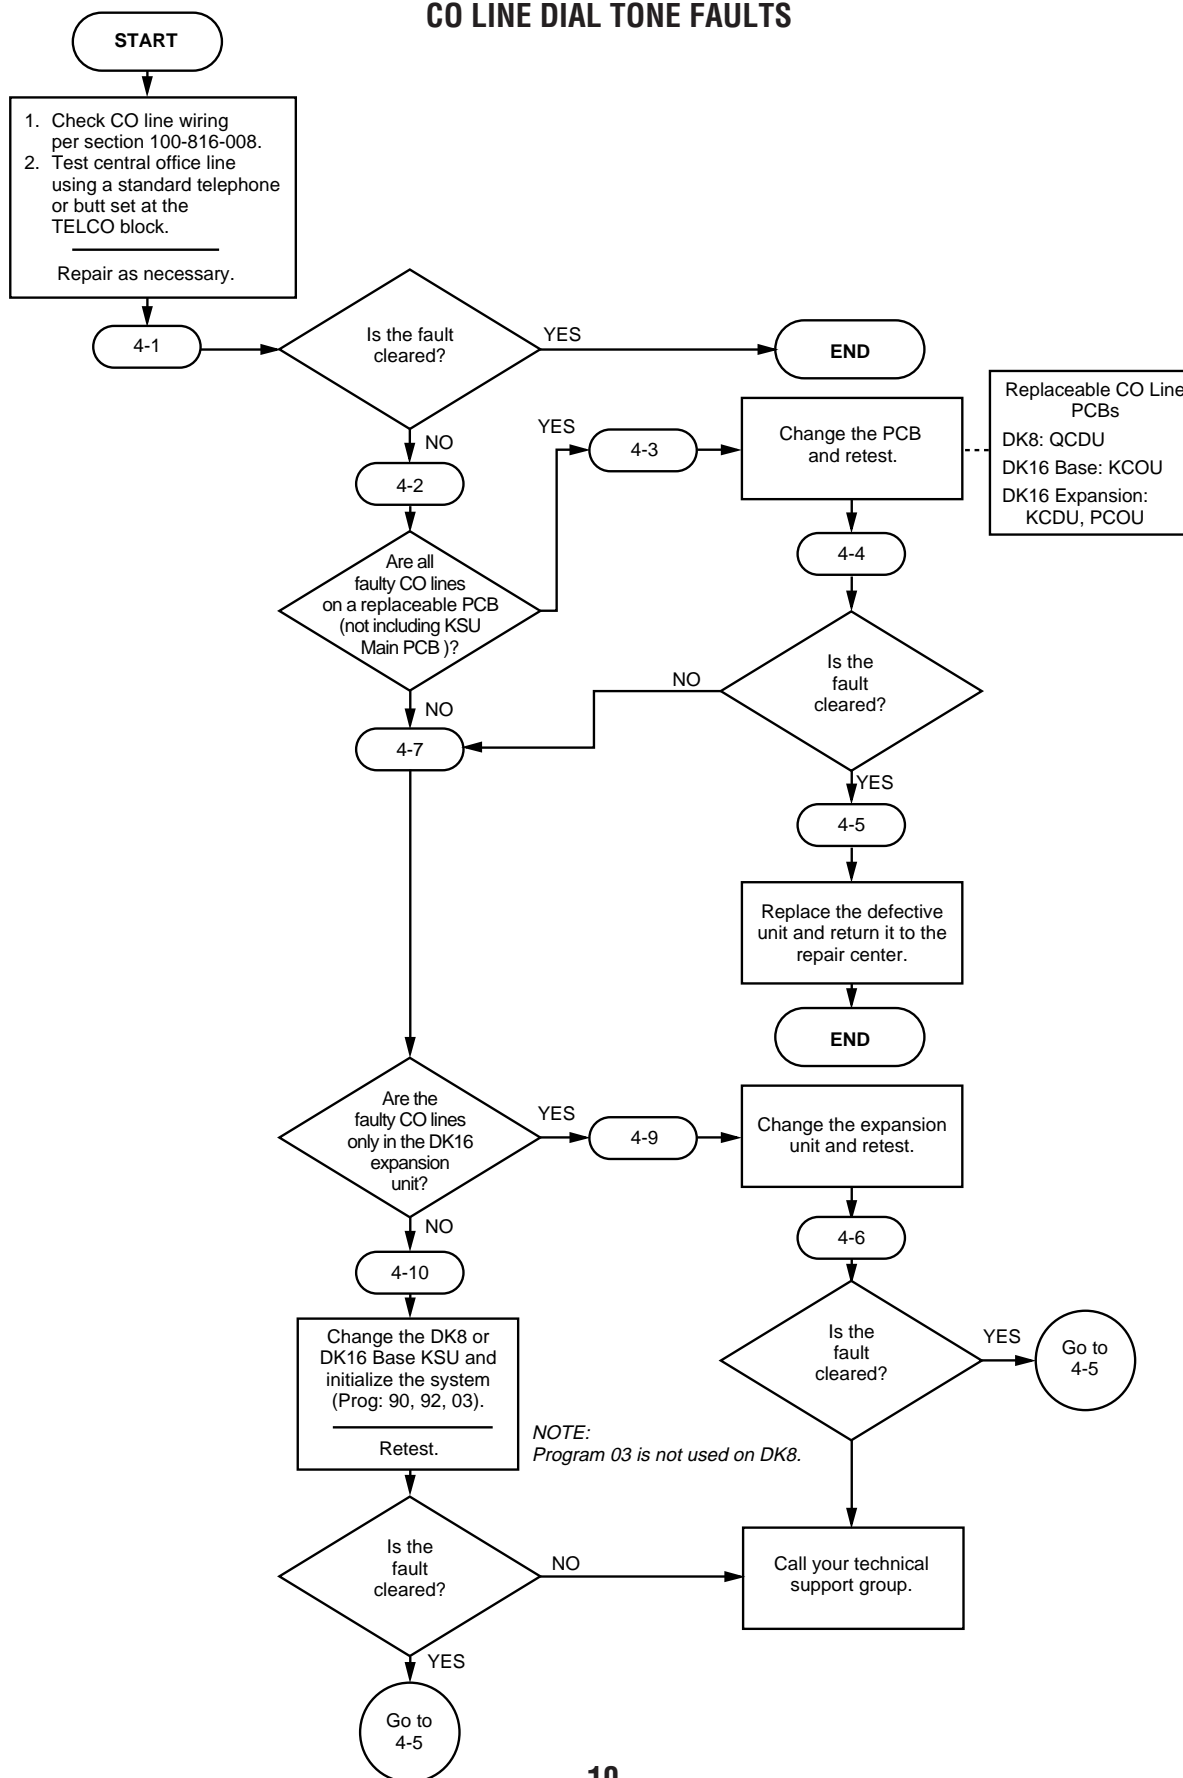 CO LINE DIAL TONE FAULTS
START
1. Check CO line wiring
per section 100-816-008.
2. Test central office line
using a standard telephone
or butt set at the
TELCO block.
Repair as necessary.
4-1
Is the fault
cleared?
YES
END
NO
4-2
Are all
faulty CO lines
on a replaceable PCB
(not including KSU
Main PCB )?
YES
4-3
Change the PCB
and retest.
Replaceable CO Line
PCBs
DK8: QCDU
DK16 Base: KCOU
DK16 Expansion:
KCDU, PCOU
4-4
Is the
fault
cleared?
NO
NO
4-7
YES
4-5
Replace the defective
unit and return it to the
repair center.
END
Are the
faulty CO lines
only in the DK16
expansion
unit?
YES
4-9
Change the expansion
unit and retest.
NO
4-6
4-10
Is the
fault
cleared?
YES
Go to
4-5
Change the DK8 or
DK16 Base KSU and
initialize the system
(Prog: 90, 92, 03).
Retest.
NOTE:
Program 03 is not used on DK8.
Is the
fault
cleared?
NO
Call your technical
support group.
YES
Go to
4-5